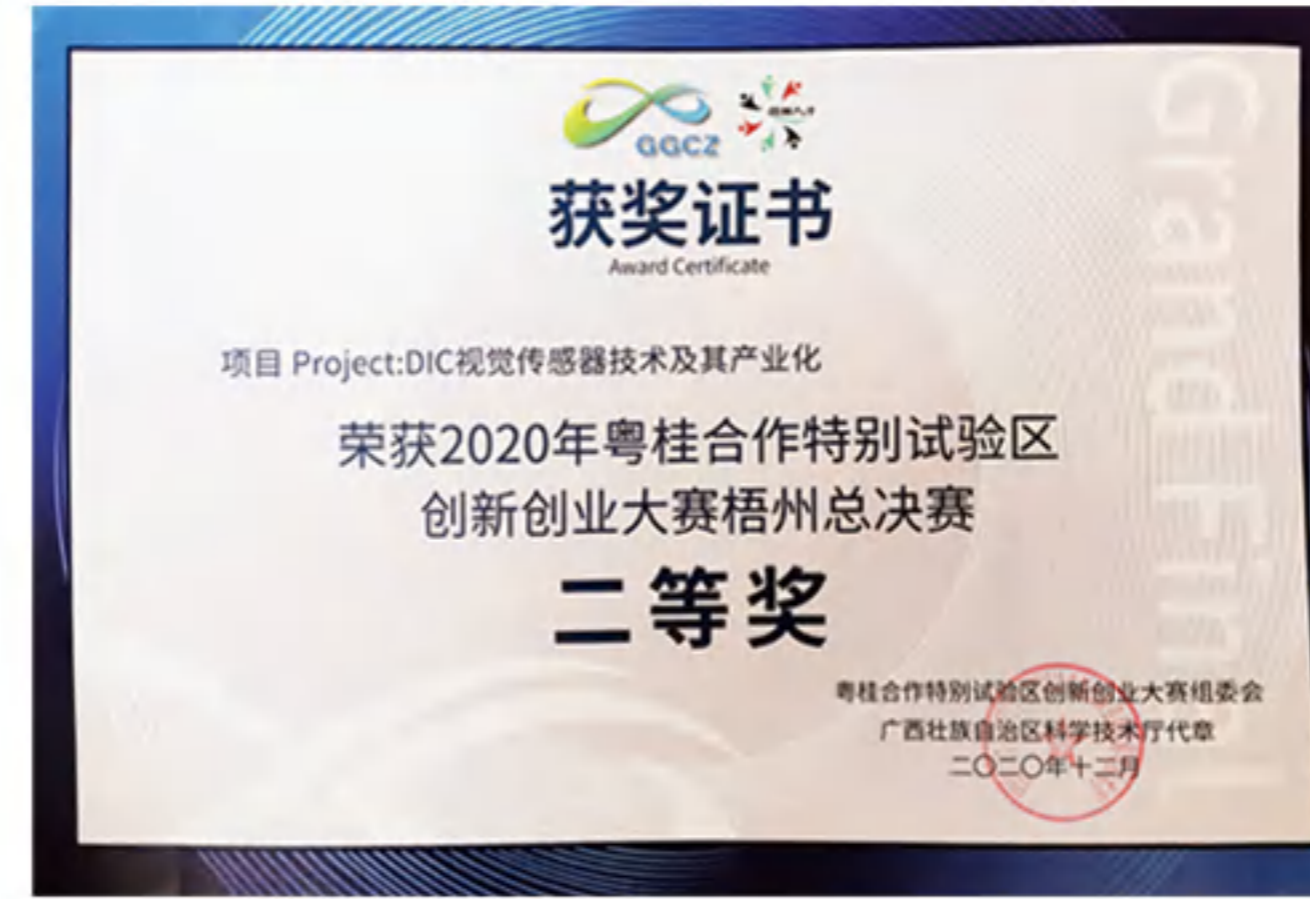 GGCZ
获奖证书
Award Certificate
项目 Project:DIC视觉传感器技术及其产业化
荣获2020年粤桂合作特别试验区
创新创业大赛梧州总决赛
二等奖
粤桂合作特别试验区创新创业大赛组委会
广西壮族自治区科学技术厅代章
二〇二〇年十二月
Grand Final